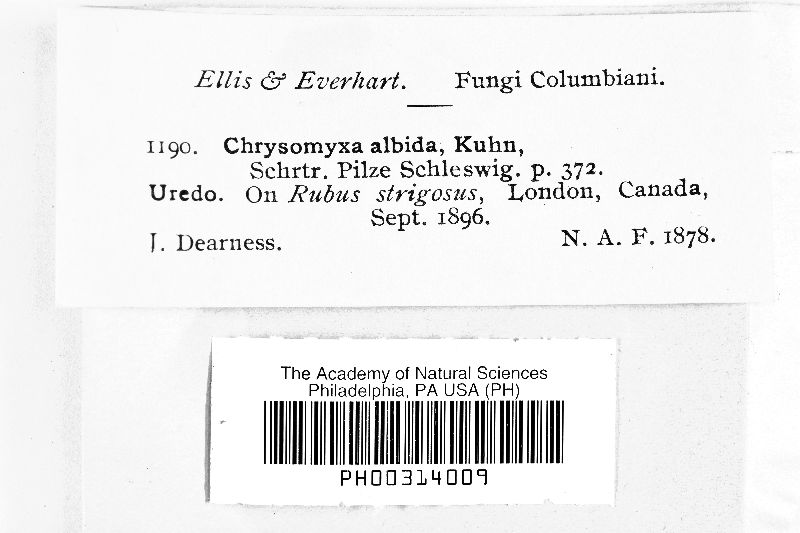 Ellis & Everhart. Fungi Columbiani.
1190. Chrysomyxa albida, Kuhn,
Schrtr. Pilze Schleswig. p. 372.
Uredo. On Rubus strigosus, London, Canada,
Sept. 1896.
J. Dearness. N. A. F. 1878.
The Academy of Natural Sciences
Philadelphia, PA USA (PH)
PH00314009